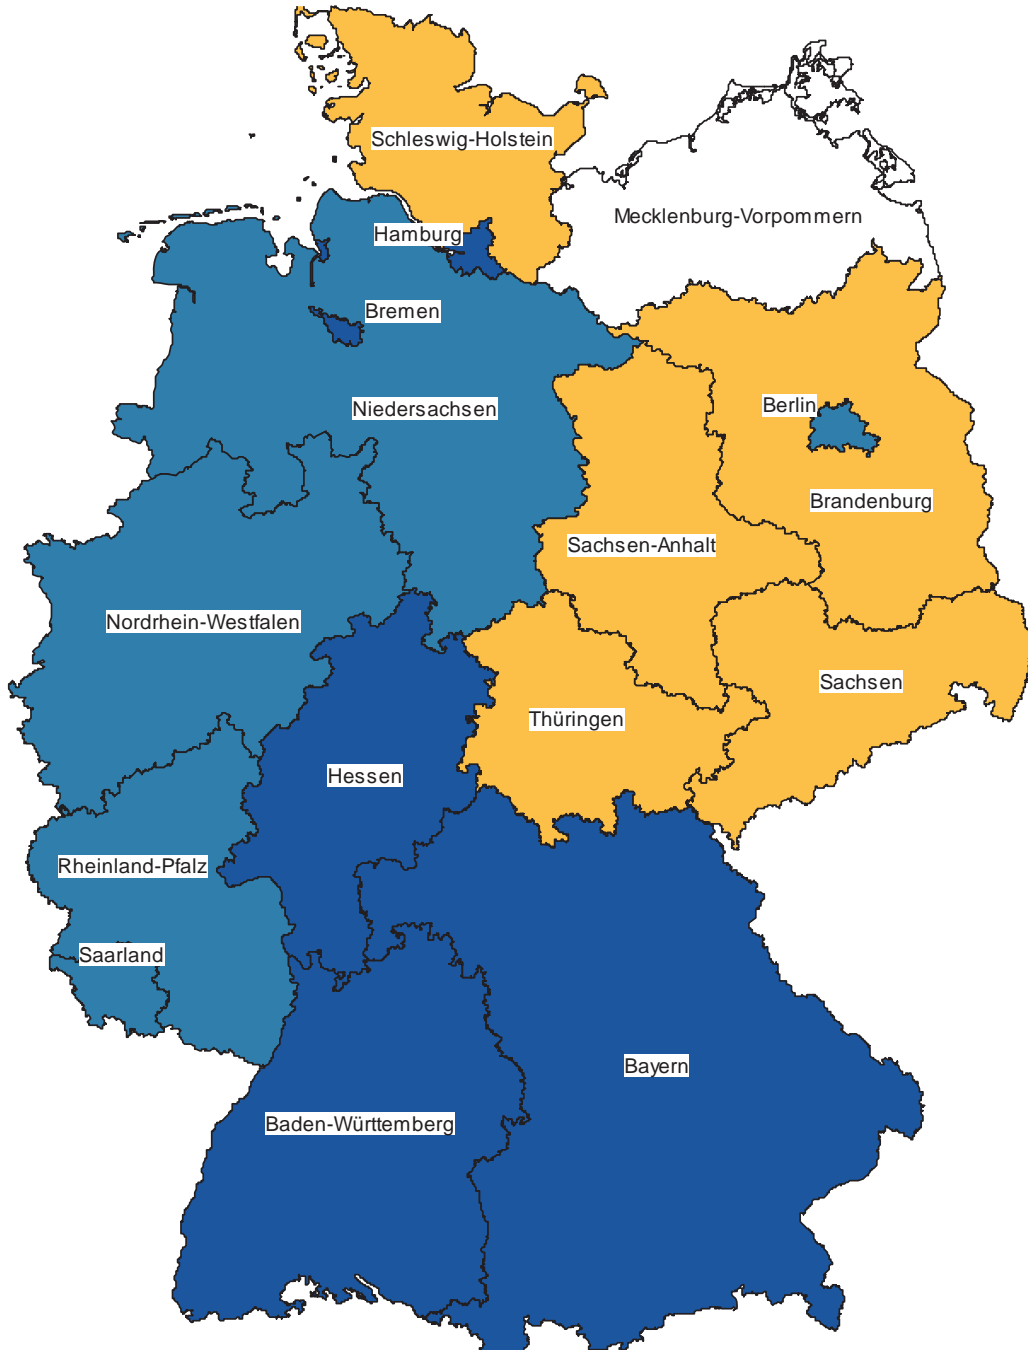 Schleswig-Holstein
Mecklenburg-Vorpommern
Hamburg
Bremen
Niedersachsen
Berlin
Brandenburg
Sachsen-Anhalt
Nordrhein-Westfalen
Sachsen
Thüringen
Hessen
Rheinland-Pfalz
Saarland
Bayern
Baden-Württemberg